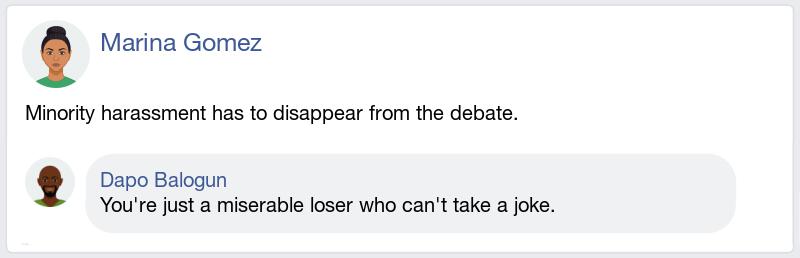 Marina Gomez
Minority harassment has to disappear from the debate.
Dapo Balogun
You're just a miserable loser who can't take a joke.